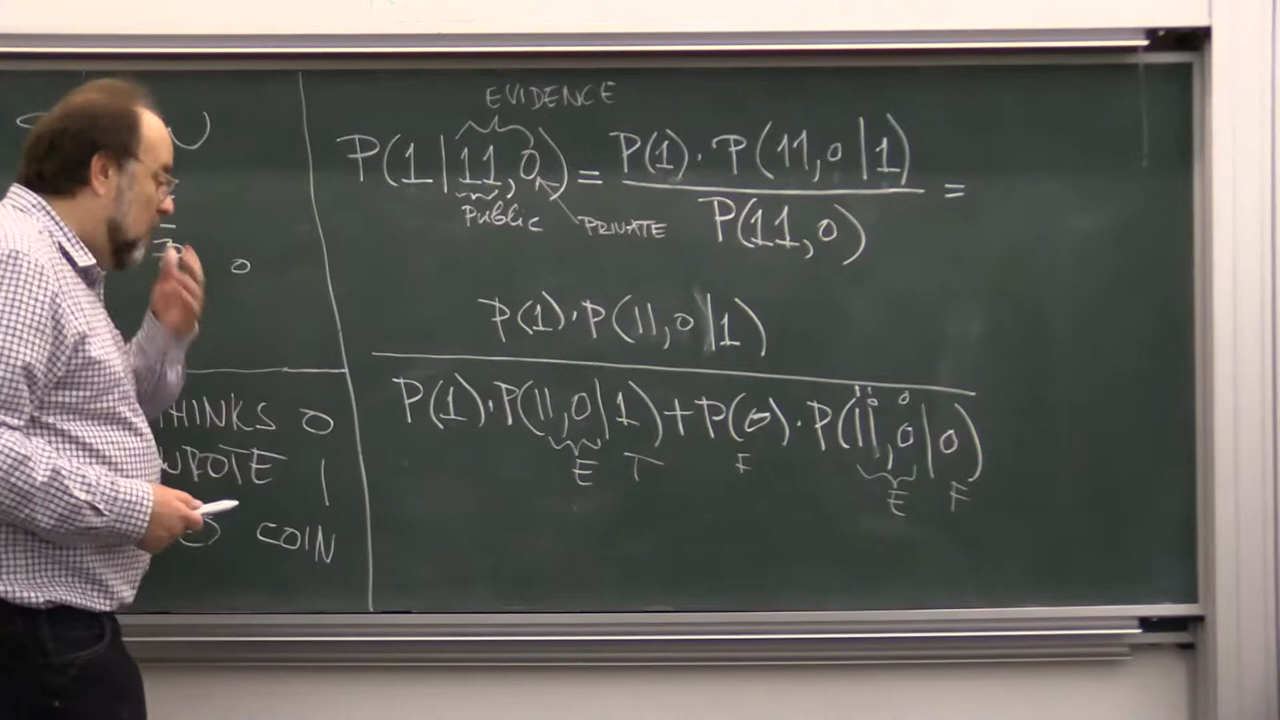 THINKS 0
WROTE 1
COIN
0
EVIDENCE
P(1|11,0) = P(1)·P(11,0|1) =
Public PRIVATE P(11,0)
P(1)·P(11,0|1)
P(1)·P(11,0|1)+P(0)·P(11,0|0)
E T F E F